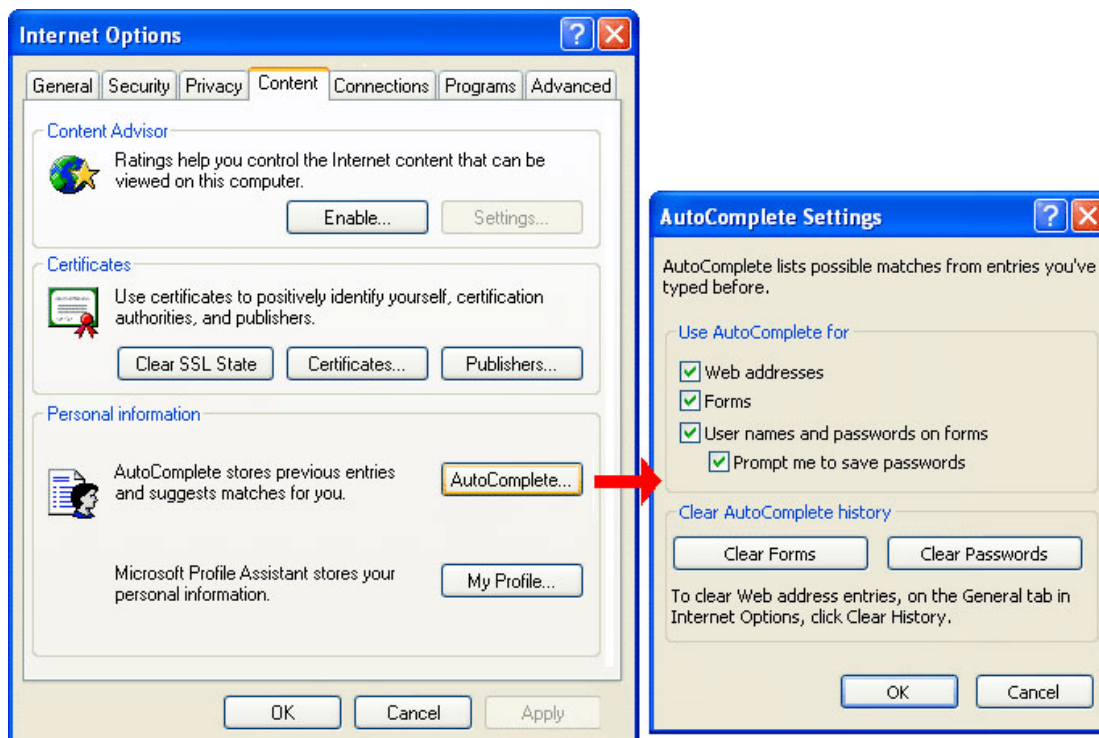 Internet Options
General Security Privacy Content Connections Programs Advanced
Content Advisor
Ratings help you control the Internet content that can be
viewed on this computer.
Enable... Settings...
Certificates
Use certificates to positively identify yourself, certification
authorities, and publishers.
Clear SSL State Certificates... Publishers...
Personal information
AutoComplete stores previous entries
and suggests matches for you.
AutoComplete...
Microsoft Profile Assistant stores your
personal information.
My Profile...
OK Cancel Apply
AutoComplete Settings
AutoComplete lists possible matches from entries you've
typed before.
Use AutoComplete for
Web addresses
Forms
User names and passwords on forms
Prompt me to save passwords
Clear AutoComplete history
Clear Forms Clear Passwords
To clear Web address entries, on the General tab in
Internet Options, click Clear History.
OK Cancel